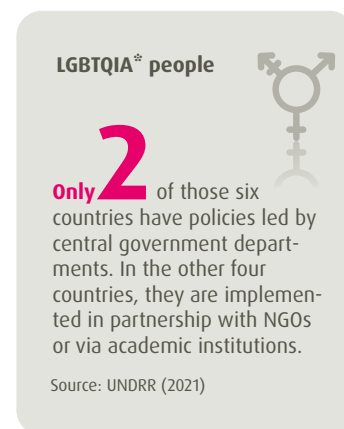 LGBTQIA* people
Only 2 of those six
countries have policies led by
central government depart-
ments. In the other four
countries, they are implemen-
ted in partnership with NGOs
or via academic institutions.
Source: UNDRR (2021)